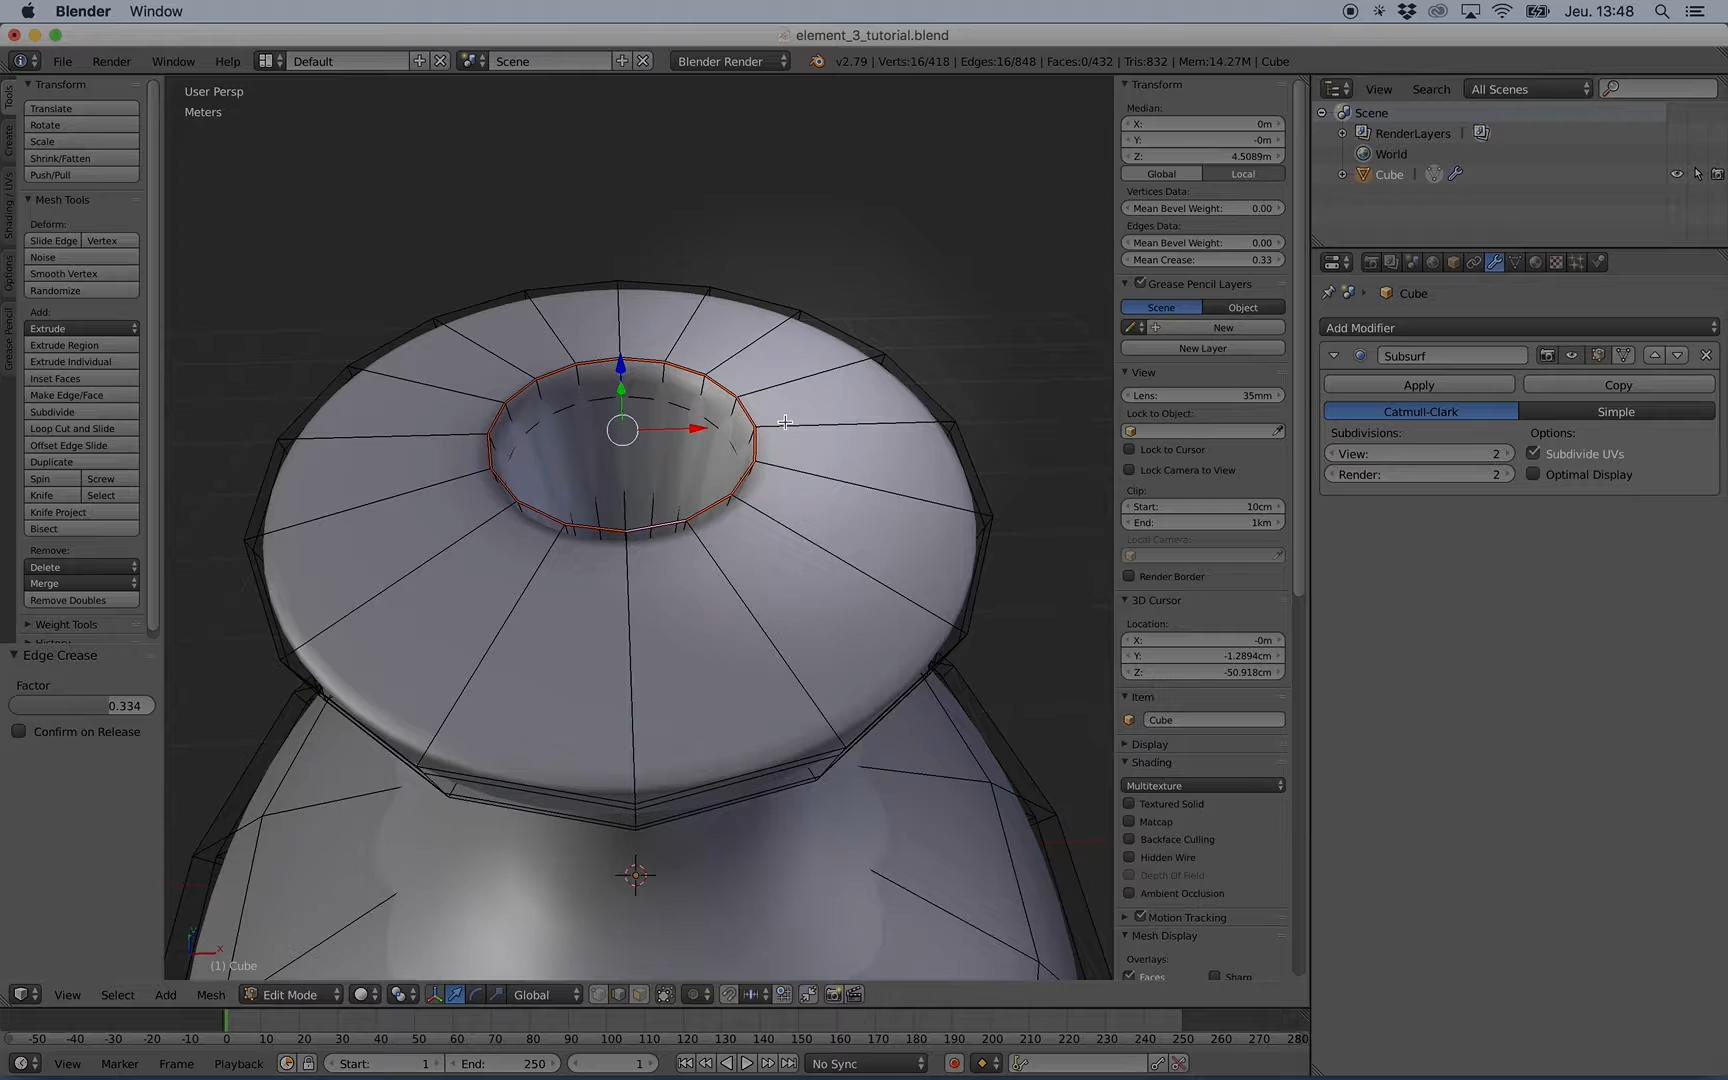 Blender Window
Jeu. 13:48
element_3_tutorial.blend
File Render Window Help
Default
Scene
Blender Render
v2.79 | Verts:16/418 | Edges:16/848 | Faces:0/432 | Tris:832 | Mem:14.27M | Cube
Tools
Create
Shading / UVs
Options
Grease Pencil
Transform
Translate
Rotate
Scale
Shrink/Fatten
Push/Pull
Mesh Tools
Deform:
Slide Edge Vertex
Noise
Smooth Vertex
Randomize
Add:
Extrude
Extrude Region
Extrude Individual
Inset Faces
Make Edge/Face
Subdivide
Loop Cut and Slide
Offset Edge Slide
Duplicate
Spin Screw
Knife Select
Knife Project
Bisect
Remove:
Delete
Merge
Remove Doubles
Weight Tools
History
Edge Crease
Factor
0.334
Confirm on Release
User Persp
Meters
(1) Cube
Transform
Median:
X: 0m
Y: -0m
Z: 4.5089m
Global Local
Vertices Data:
Mean Bevel Weight: 0.00
Edges Data:
Mean Bevel Weight: 0.00
Mean Crease: 0.33
Grease Pencil Layers
Scene Object
New
New Layer
View
Lens: 35mm
Lock to Object:
Lock to Cursor
Lock Camera to View
Clip:
Start: 10cm
End: 1km
Local Camera:
Render Border
3D Cursor
Location:
X: -0m
Y: -1.2894cm
Z: -50.918cm
Item
Cube
Display
Shading
Multitexture
Textured Solid
Matcap
Backface Culling
Hidden Wire
Depth Of Field
Ambient Occlusion
Motion Tracking
Mesh Display
Overlays:
Faces Sharp
View Search All Scenes
Scene
RenderLayers
World
Cube
Cube
Add Modifier
Subsurf
Apply Copy
Catmull-Clark Simple
Subdivisions: Options:
View: 2 Subdivide UVs
Render: 2 Optimal Display
View Select Add Mesh Edit Mode Global
-50 -40 -30 -20 -10 0 10 20 30 40 50 60 70 80 90 100 110 120 130 140 150 160 170 180 190 200 210 220 230 240 250 260 270 280
View Marker Frame Playback Start: 1 End: 250 1 No Sync